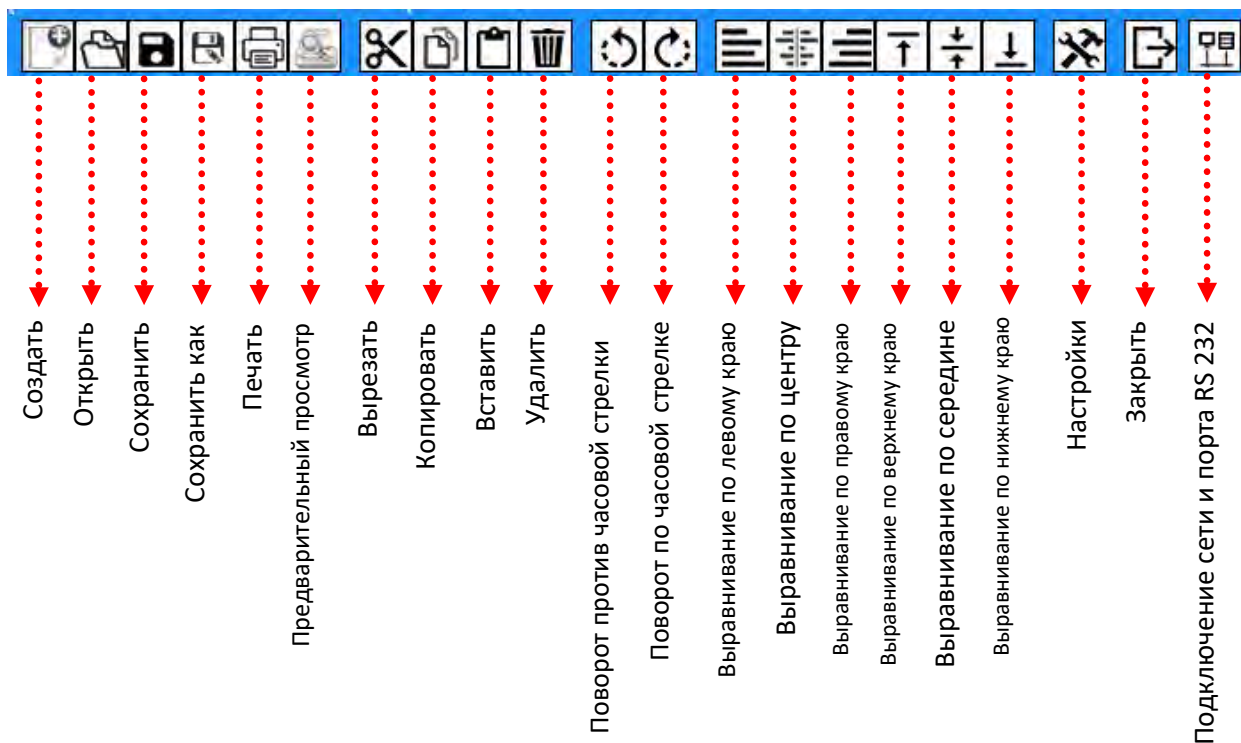 Создать
Открыть
Сохранить
Сохранить как
Печать
Предварительный просмотр
Вырезать
Копировать
Вставить
Удалить
Поворот против часовой стрелки
Поворот по часовой стрелке
Выравнивание по левому краю
Выравнивание по центру
Выравнивание по правому краю
Выравнивание по верхнему краю
Выравнивание по середине
Выравнивание по нижнему краю
Настройки
Закрыть
Подключение сети и порта RS 232